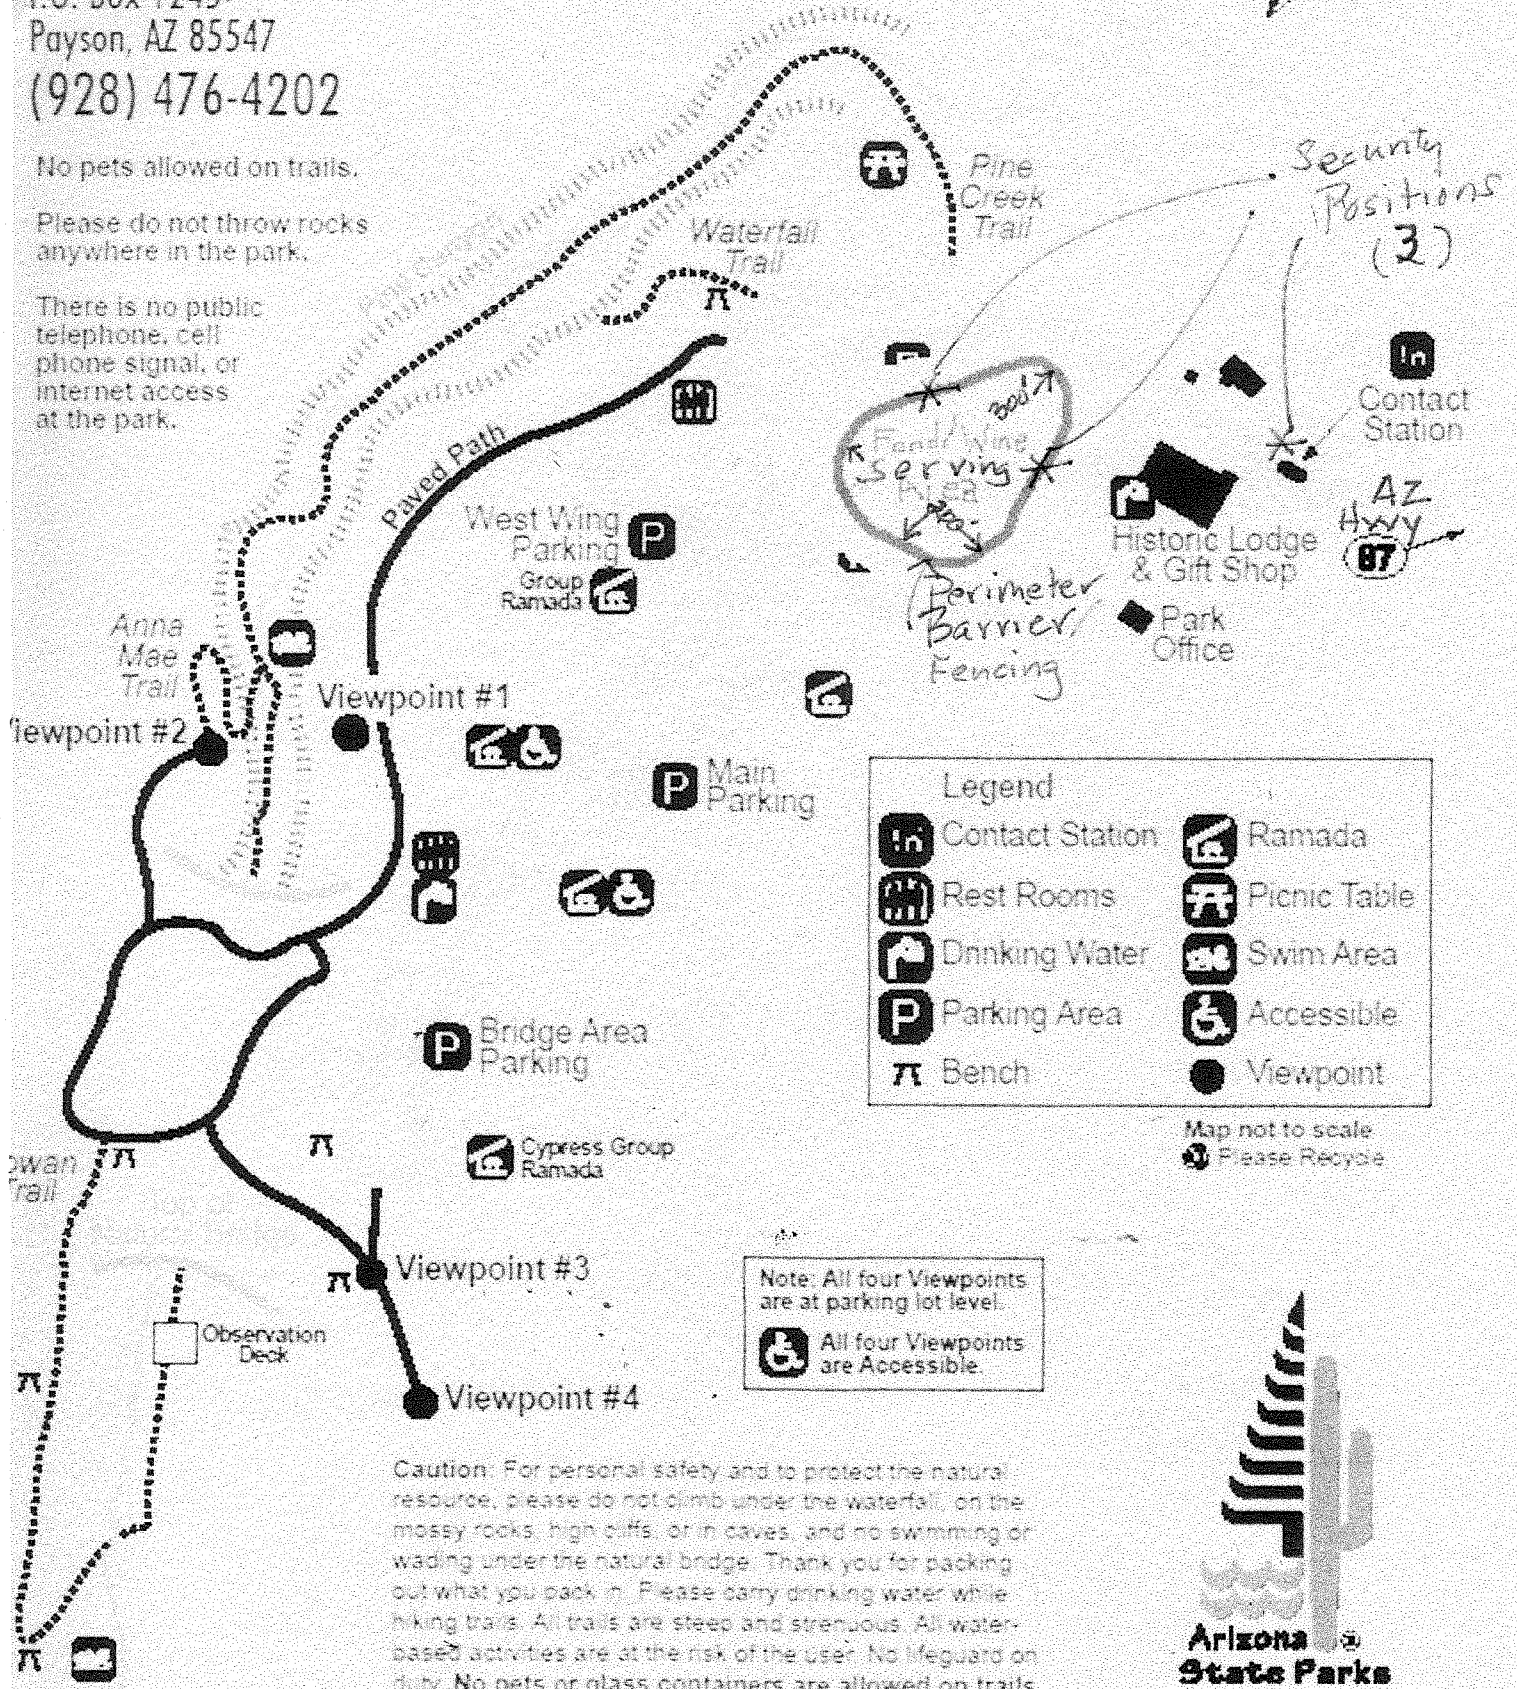 Payson, AZ 85547
(928) 476-4202
No pets allowed on trails.
Please do not throw rocks
anywhere in the park.
There is no public
telephone, cell
phone signal, or
internet access
at the park.
Pine
Creek
Trail
Waterfall
Trail
Security
Positions
(3)
Contact
Station
300'
Food/Wine
Serving
Area
200'
Paved Path
West Wing
Parking
P
Group
Ramada
AZ
Hwy
87
Historic Lodge
& Gift Shop
Perimeter
Barrier
Fencing
Park
Office
Anna
Mae
Trail
Viewpoint #1
iewpoint #2
P
Main
Parking
Legend
Contact Station
Ramada
Rest Rooms
Picnic Table
Drinking Water
Swim Area
P
Parking Area
Accessible
Bench
Viewpoint
P
Bridge Area
Parking
Map not to scale
Please Recycle
Cypress Group
Ramada
owan
Trail
Viewpoint #3
Note: All four Viewpoints
are at parking lot level.
All four Viewpoints
are Accessible.
Observation
Deck
Viewpoint #4
Caution: For personal safety and to protect the natural
resource, please do not climb under the waterfall, on the
mossy rocks, high cliffs, or in caves, and no swimming or
wading under the natural bridge. Thank you for packing
out what you pack in. Please carry drinking water while
hiking trails. All trails are steep and strenuous. All water-
based activities are at the risk of the user. No lifeguard on
duty. No pets or glass containers are allowed on trails
Arizona
State Parks